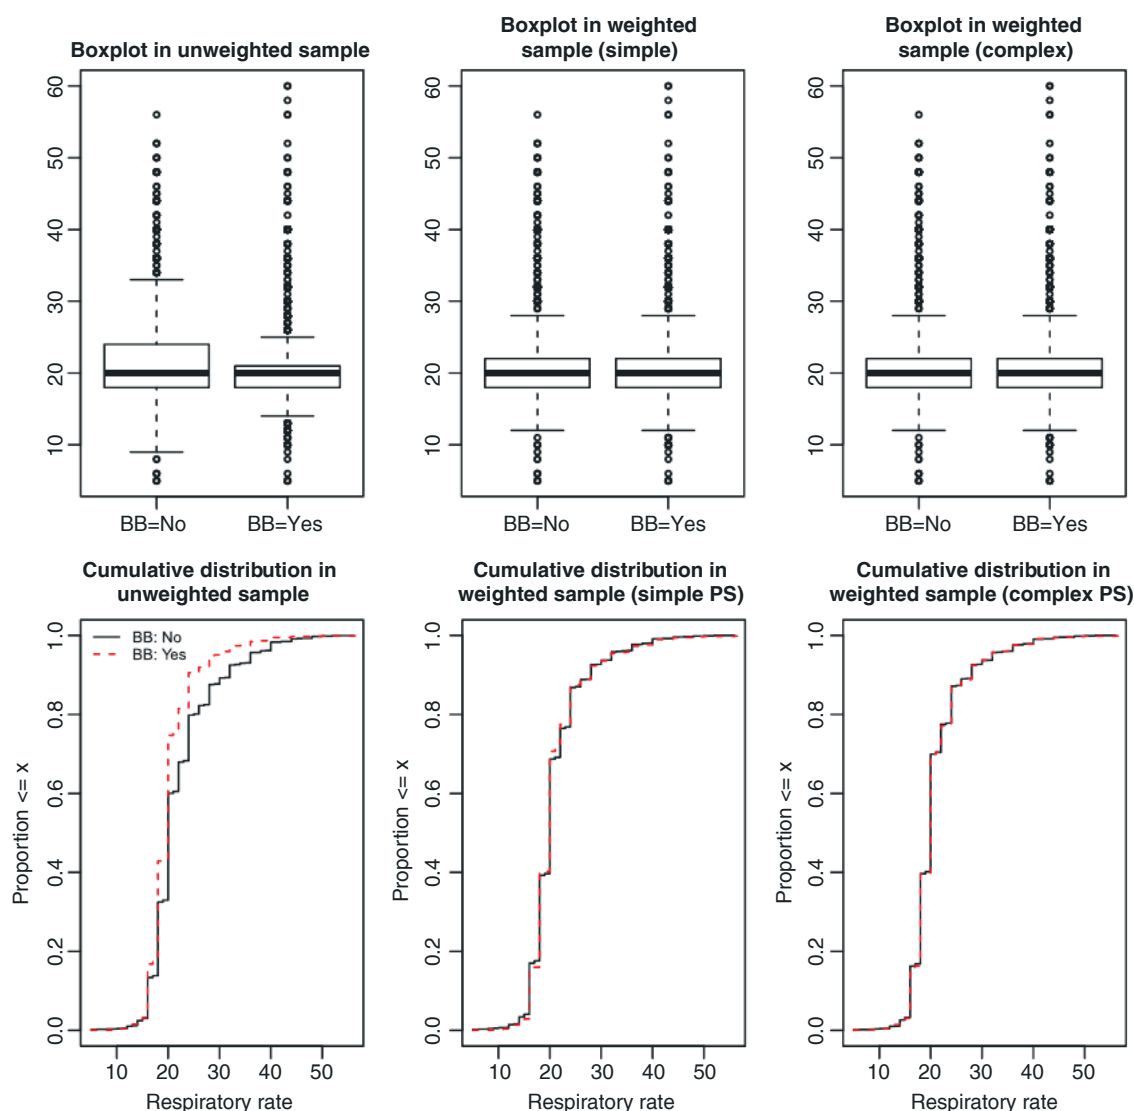 Boxplot in unweighted sample
60
50
40
30
20
10
BB=No BB=Yes
Boxplot in weighted
sample (simple)
60
50
40
30
20
10
BB=No BB=Yes
Boxplot in weighted
sample (complex)
60
50
40
30
20
10
BB=No BB=Yes
Cumulative distribution in
unweighted sample
BB: No
BB: Yes
Proportion <= x
1.0
0.8
0.6
0.4
0.2
0.0
10 20 30 40 50
Respiratory rate
Cumulative distribution in
weighted sample (simple PS)
Proportion <= x
1.0
0.8
0.6
0.4
0.2
0.0
10 20 30 40 50
Respiratory rate
Cumulative distribution in
weighted sample (complex PS)
Proportion <= x
1.0
0.8
0.6
0.4
0.2
0.0
10 20 30 40 50
Respiratory rate